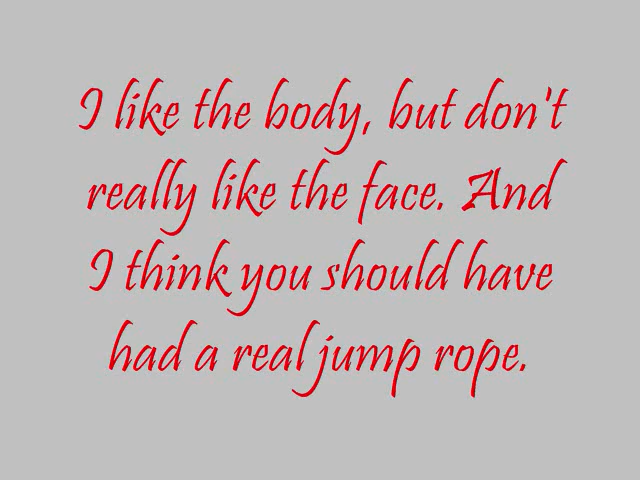 I like the body, but don't
really like the face. And
I think you should have
had a real jump rope.